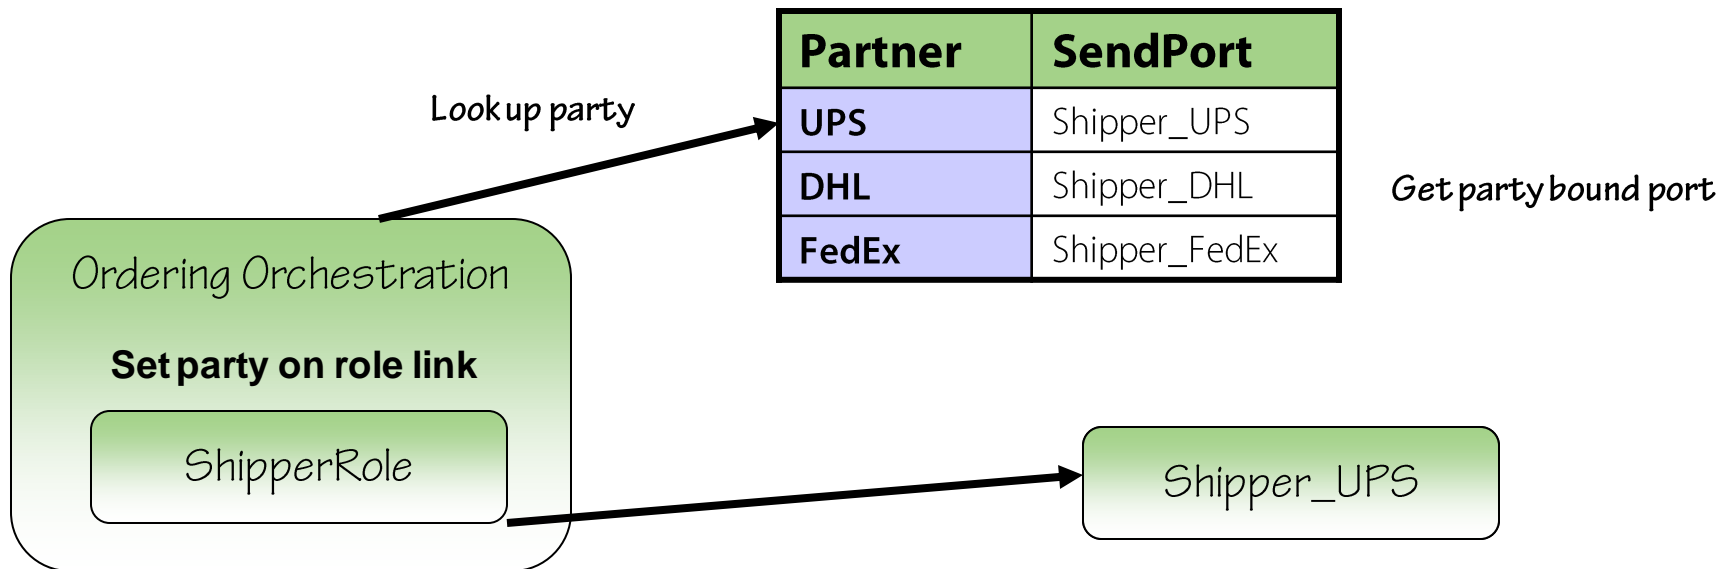 Partner SendPort
Look up party
UPS Shipper_UPS
DHL Shipper_DHL
Get party bound port
FedEx Shipper_FedEx
Ordering Orchestration
Set party on role link
ShipperRole
Shipper_UPS